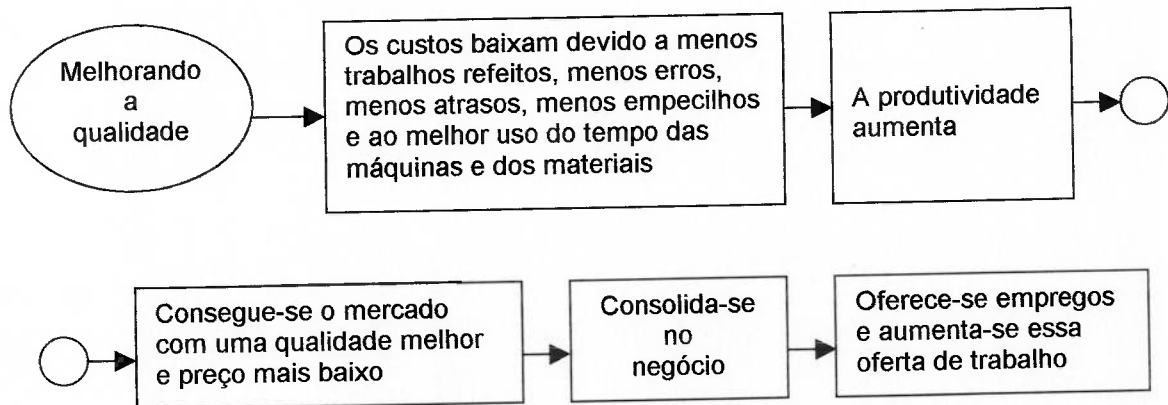 Melhorando
a
qualidade
Os custos baixam devido a menos
trabalhos refeitos, menos erros,
menos atrasos, menos empecilhos
e ao melhor uso do tempo das
máquinas e dos materiais
A produtividade
aumenta
Consegue-se o mercado
com uma qualidade melhor
e preço mais baixo
Consolida-se
no
negócio
Oferece-se empregos
e aumenta-se essa
oferta de trabalho